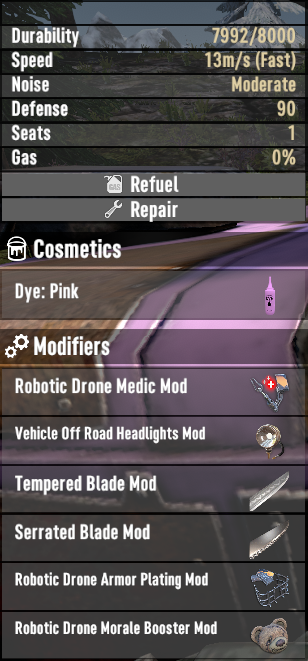 Durability 7992/8000
Speed 13m/s (Fast)
Noise Moderate
Defense 90
Seats 1
Gas 0%
GAS Refuel
Repair
Cosmetics
Dye: Pink
Modifiers
Robotic Drone Medic Mod
Vehicle Off Road Headlights Mod
Tempered Blade Mod
Serrated Blade Mod
Robotic Drone Armor Plating Mod
Robotic Drone Morale Booster Mod